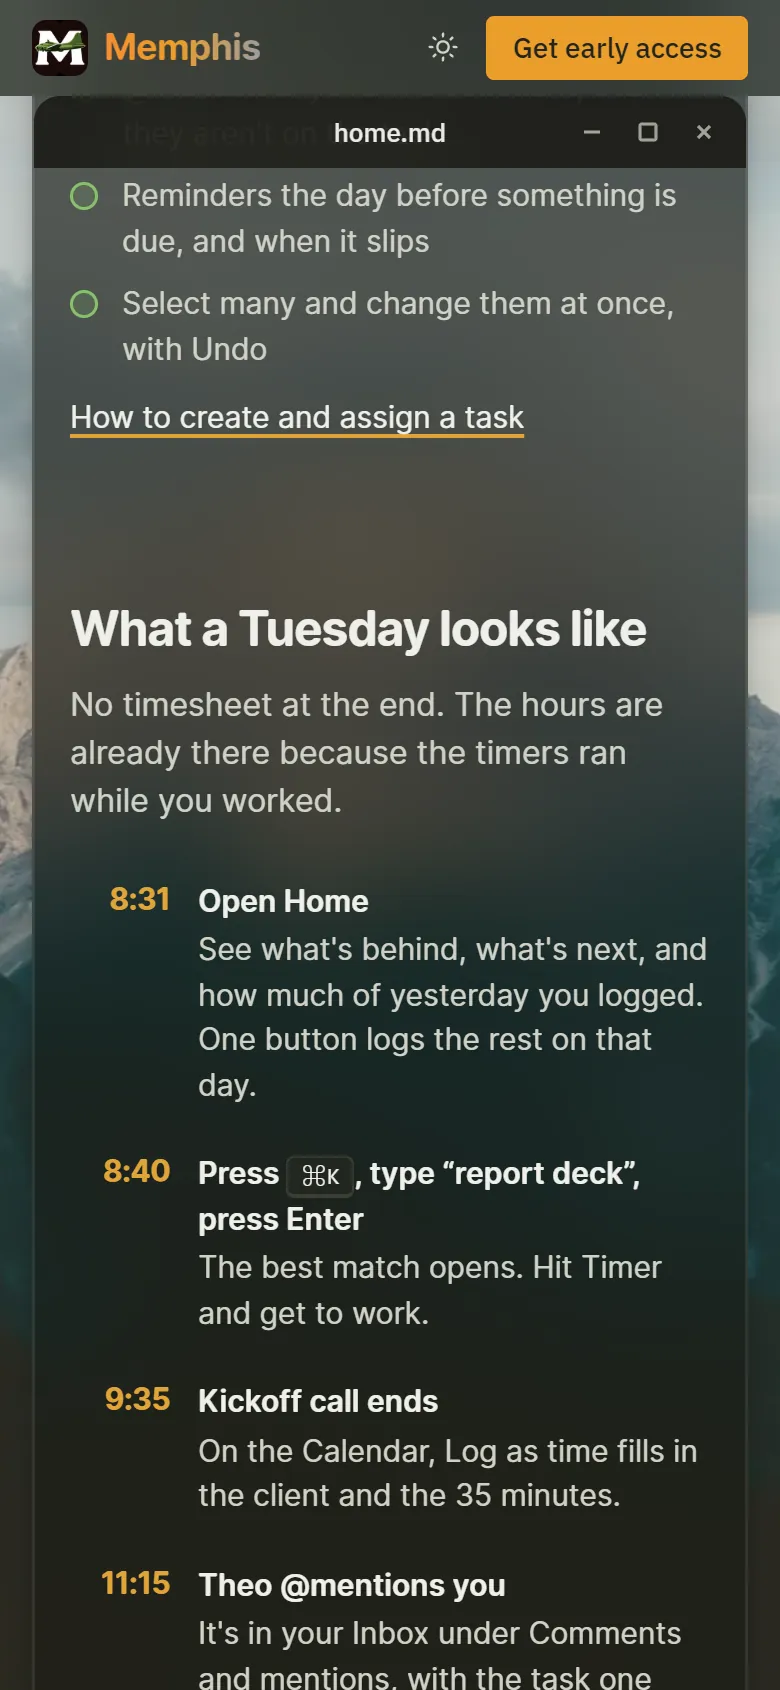 M
Memphis
Get early access
they aren't on
home.md
Reminders the day before something is
due, and when it slips
Select many and change them at once,
with Undo
How to create and assign a task
What a Tuesday looks like
No timesheet at the end. The hours are
already there because the timers ran
while you worked.
8:31
Open Home
See what's behind, what's next, and
how much of yesterday you logged.
One button logs the rest on that
day.
8:40
Press ⌘K, type “report deck”,
press Enter
The best match opens. Hit Timer
and get to work.
9:35
Kickoff call ends
On the Calendar, Log as time fills in
the client and the 35 minutes.
11:15
Theo @mentions you
It's in your Inbox under Comments
and mentions, with the task one